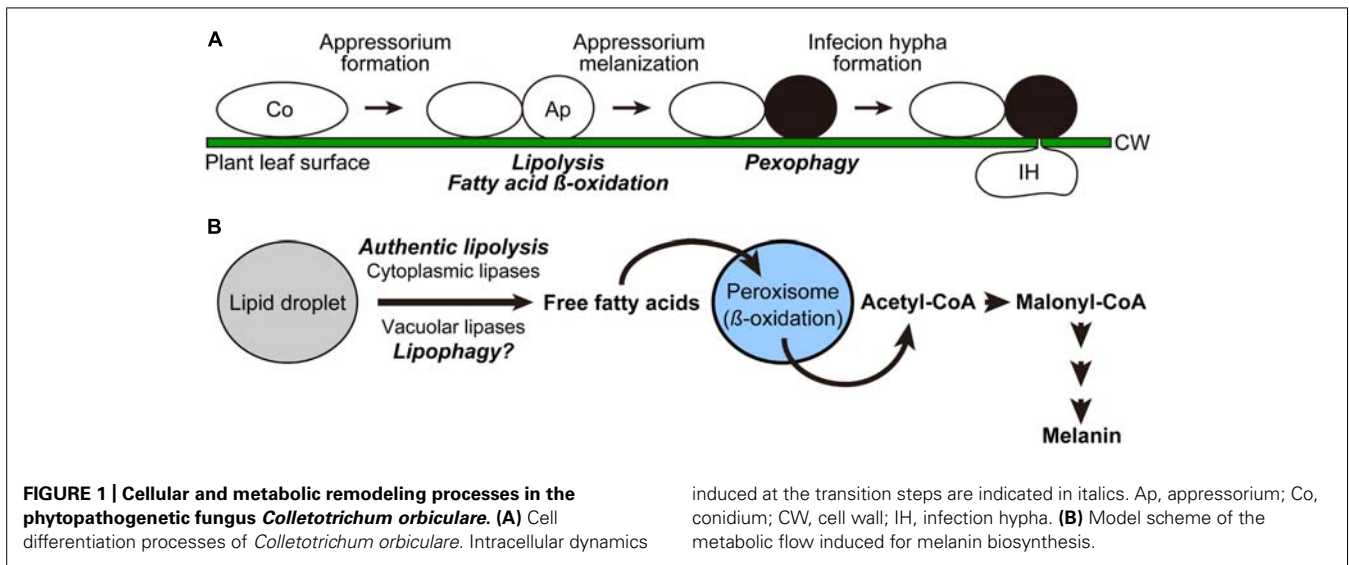 A
Appressorium
formation
Appressorium
melanization
Infecion hypha
formation
Co
Ap
CW
Plant leaf surface
Lipolysis
Fatty acid ß-oxidation
Pexophagy
IH
B
Lipid droplet
Authentic lipolysis
Cytoplasmic lipases
Vacuolar lipases
Lipophagy?
Free fatty acids
Peroxisome
(ß-oxidation)
Acetyl-CoA
Malonyl-CoA
Melanin
FIGURE 1 | Cellular and metabolic remodeling processes in the
phytopathogenetic fungus Colletotrichum orbiculare. (A) Cell
differentiation processes of Colletotrichum orbiculare. Intracellular dynamics
induced at the transition steps are indicated in italics. Ap, appressorium; Co,
conidium; CW, cell wall; IH, infection hypha. (B) Model scheme of the
metabolic flow induced for melanin biosynthesis.